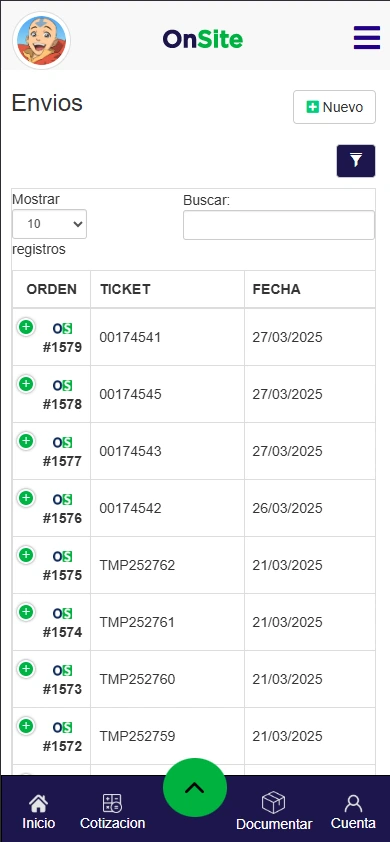 OnSite
Envios
Nuevo
Mostrar
10
registros
Buscar:
ORDEN TICKET FECHA
OS
#1579 00174541 27/03/2025
OS
#1578 00174545 27/03/2025
OS
#1577 00174543 27/03/2025
OS
#1576 00174542 26/03/2025
OS
#1575 TMP252762 21/03/2025
OS
#1574 TMP252761 21/03/2025
OS
#1573 TMP252760 21/03/2025
OS
#1572 TMP252759 21/03/2025
Inicio Cotizacion Documentar Cuenta